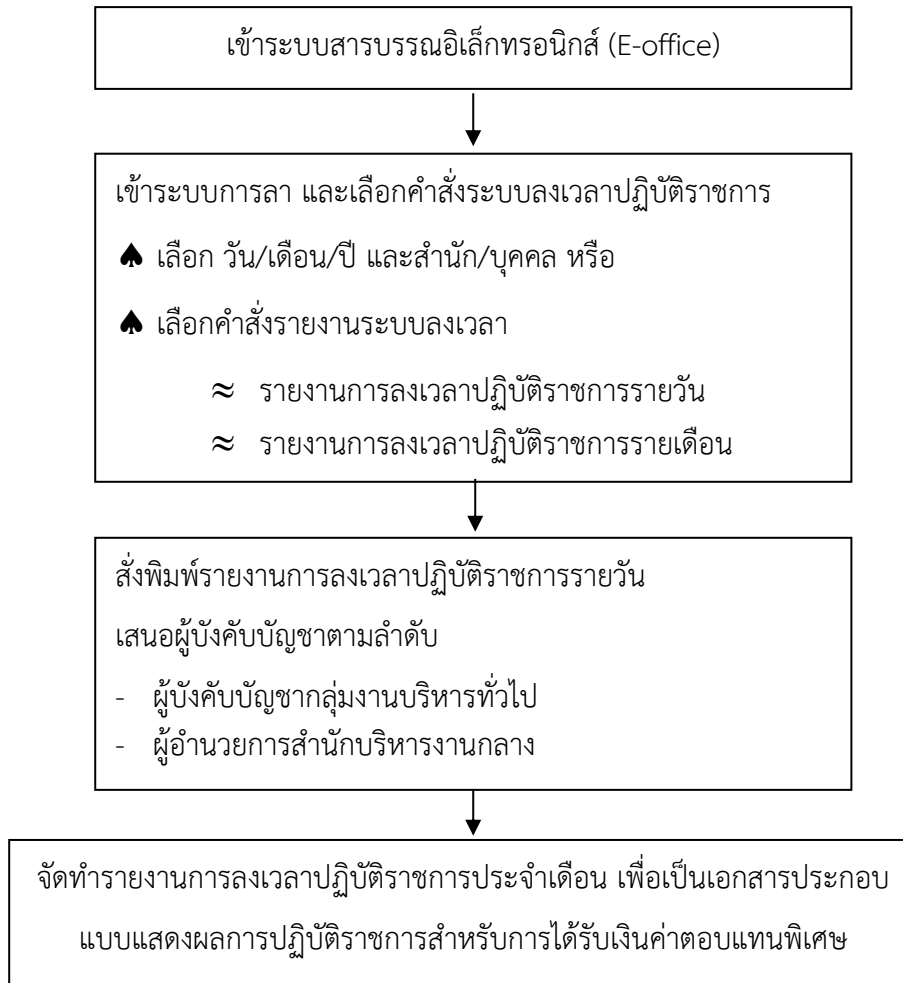 เข้าระบบสารบรรณอิเล็กทรอนิกส์ (E-office)
เข้าระบบการลา และเลือกคำสั่งระบบลงเวลาปฏิบัติราชการ
♠ เลือก วัน/เดือน/ปี และสำนัก/บุคคล หรือ
♠ เลือกคำสั่งรายงานระบบลงเวลา
≈ รายงานการลงเวลาปฏิบัติราชการรายวัน
≈ รายงานการลงเวลาปฏิบัติราชการรายเดือน
สั่งพิมพ์รายงานการลงเวลาปฏิบัติราชการรายวัน
เสนอผู้บังคับบัญชาตามลำดับ
- ผู้บังคับบัญชากลุ่มงานบริหารทั่วไป
- ผู้อำนวยการสำนักบริหารงานกลาง
จัดทำรายงานการลงเวลาปฏิบัติราชการประจำเดือน เพื่อเป็นเอกสารประกอบ
แบบแสดงผลการปฏิบัติราชการสำหรับการได้รับเงินค่าตอบแทนพิเศษ